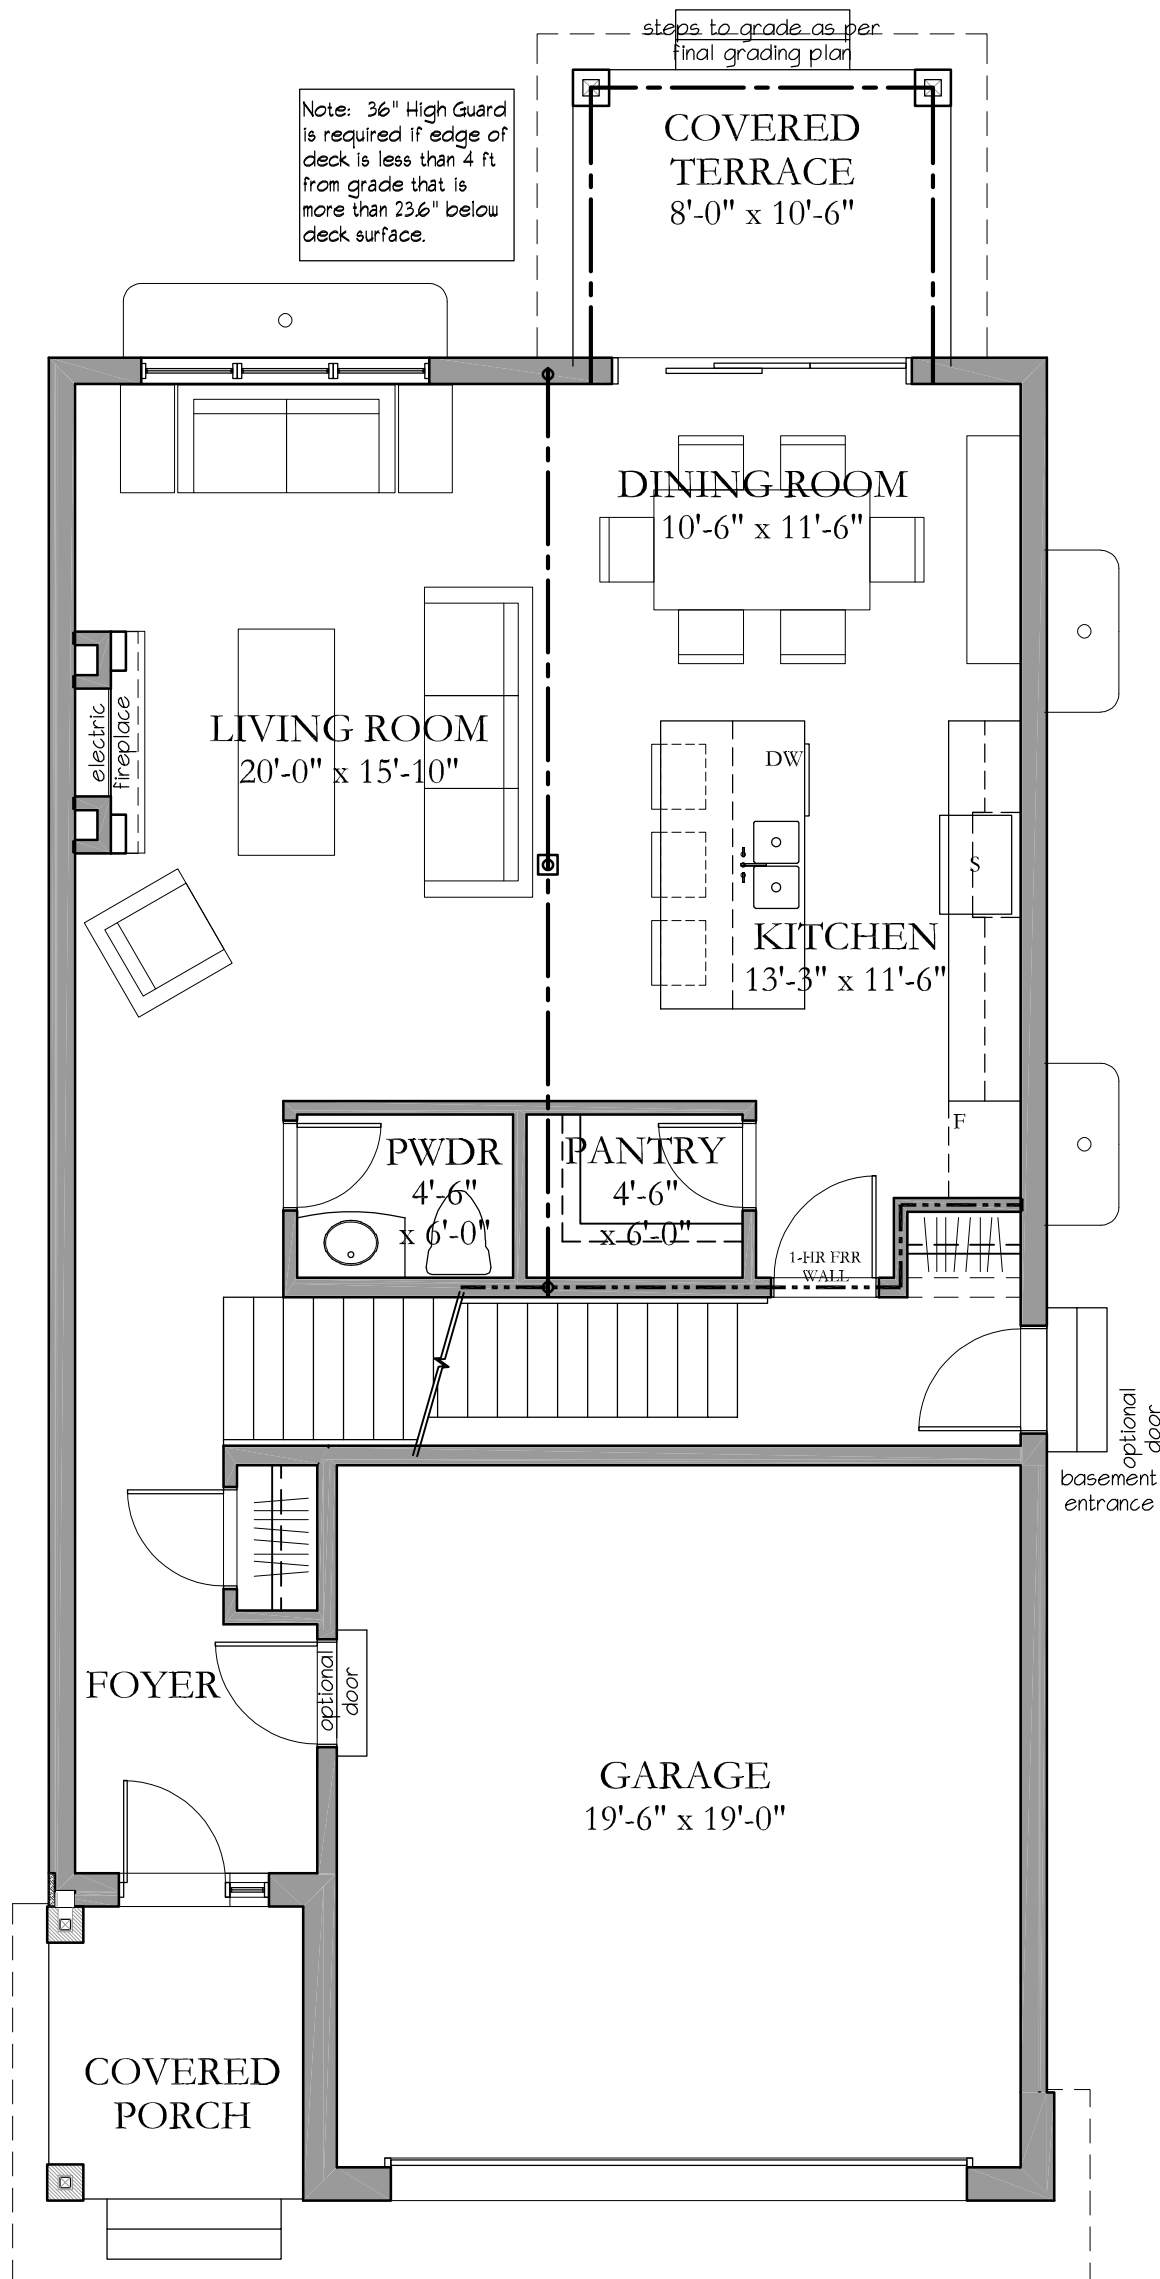 steps to grade as per
final grading plan
Note: 36" High Guard
is required if edge of
deck is less than 4 ft
from grade that is
more than 23.6" below
deck surface.
COVERED
TERRACE
8'-0" x 10'-6"
DINING ROOM
10'-6" x 11'-6"
electric
fireplace
LIVING ROOM
20'-0" x 15'-10"
DW
S
KITCHEN
13'-3" x 11'-6"
F
PWDR
4'-6"
x 6'-0"
PANTRY
4'-6"
x 6'-0"
1-HR FRR
WALL
optional
door
basement
entrance
FOYER
optional
door
GARAGE
19'-6" x 19'-0"
COVERED
PORCH